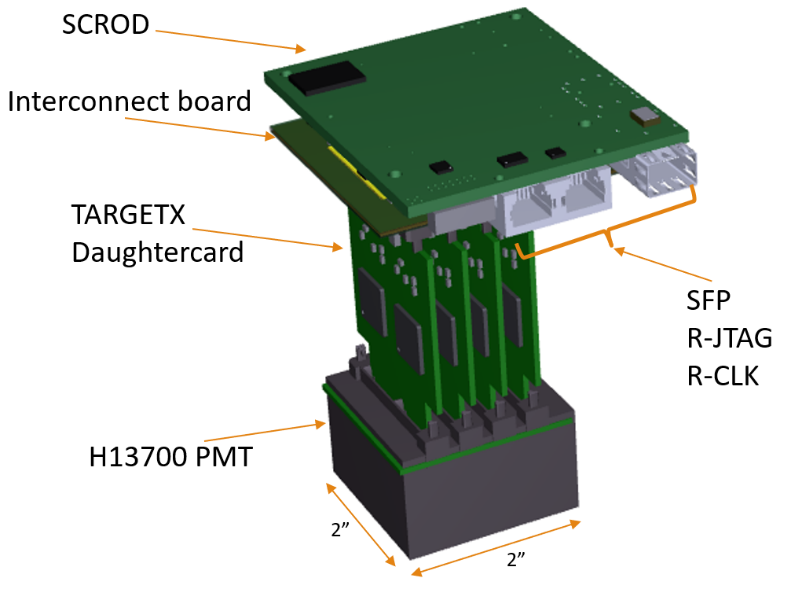 SCROD
Interconnect board
TARGETX
Daughtercard
SFP
R-JTAG
R-CLK
H13700 PMT
2”
2”